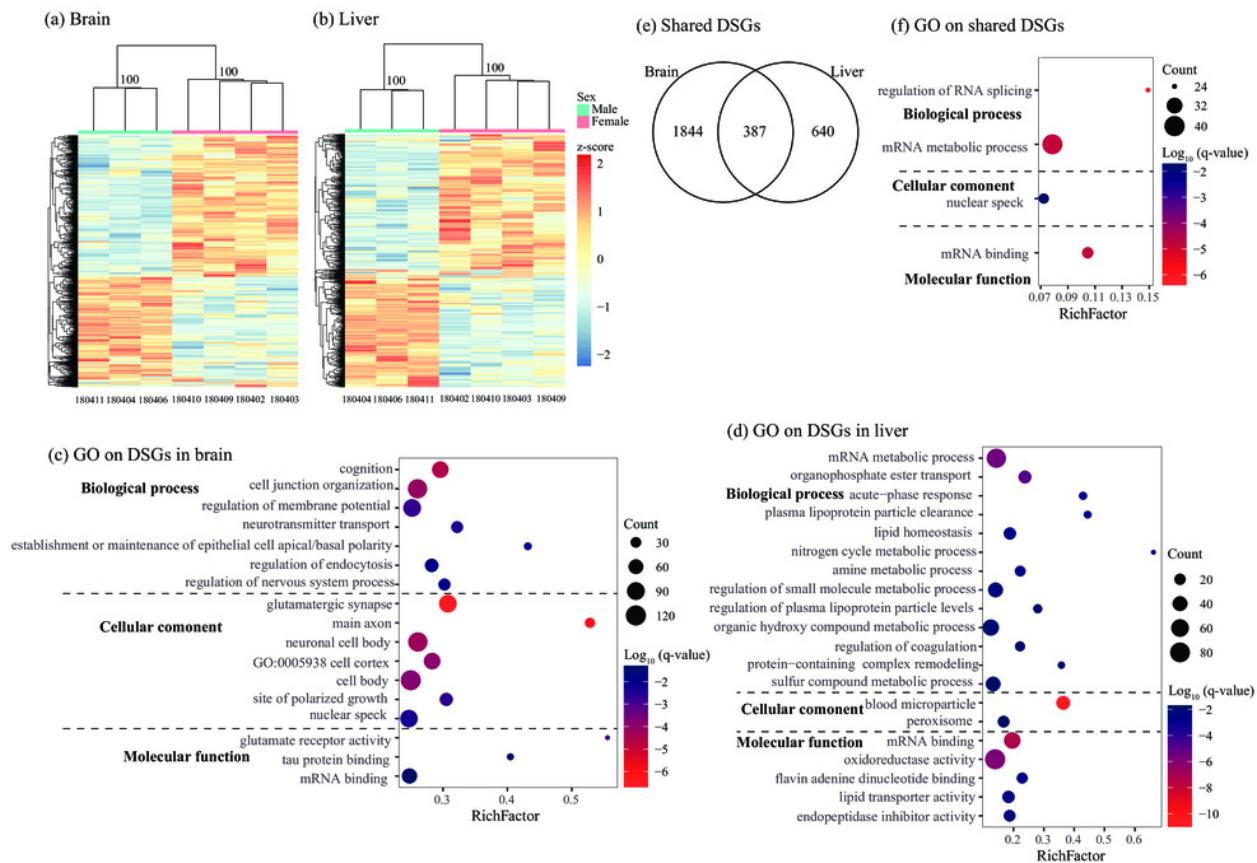 (a) Brain
100
100
180411 180404 180406 180410 180409 180402 180403
(b) Liver
100
100
180404 180406 180411 180402 180410 180403 180409
Sex
Male
Female
z-score
2
1
0
−1
−2
(e) Shared DSGs
Brain
Liver
1844
387
640
(f) GO on shared DSGs
regulation of RNA splicing
Biological process
mRNA metabolic process
Cellular comonent
nuclear speck
mRNA binding
Molecular function
0.07 0.09 0.11 0.13 0.15
RichFactor
Count
24
32
40
Log10 (q-value)
−2
−3
−4
−5
−6
(c) GO on DSGs in brain
cognition
cell junction organization
Biological process
regulation of membrane potential
neurotransmitter transport
establishment or maintenance of epithelial cell apical/basal polarity
regulation of endocytosis
regulation of nervous system process
glutamatergic synapse
main axon
Cellular comonent
neuronal cell body
GO:0005938 cell cortex
cell body
site of polarized growth
nuclear speck
glutamate receptor activity
Molecular function
tau protein binding
mRNA binding
0.3 0.4 0.5
RichFactor
Count
30
60
90
120
Log10 (q-value)
−2
−3
−4
−5
−6
(d) GO on DSGs in liver
mRNA metabolic process
organophosphate ester transport
Biological process
acute−phase response
plasma lipoprotein particle clearance
lipid homeostasis
nitrogen cycle metabolic process
amine metabolic process
regulation of small molecule metabolic process
regulation of plasma lipoprotein particle levels
organic hydroxy compound metabolic process
regulation of coagulation
protein−containing complex remodeling
sulfur compound metabolic process
Cellular comonent
blood microparticle
peroxisome
Molecular function
mRNA binding
oxidoreductase activity
flavin adenine dinucleotide binding
lipid transporter activity
endopeptidase inhibitor activity
0.2 0.3 0.4 0.5 0.6
RichFactor
Count
20
40
60
80
Log10 (q-value)
−2
−4
−6
−8
−10